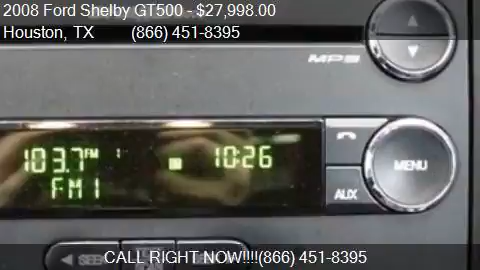 2008 Ford Shelby GT500 - $27,998.00
Houston, TX (866) 451-8395
MP3
103.7 FM 1 10:26
FM1
MENU
AUX
SEEK
CALL RIGHT NOW!!!!(866) 451-8395